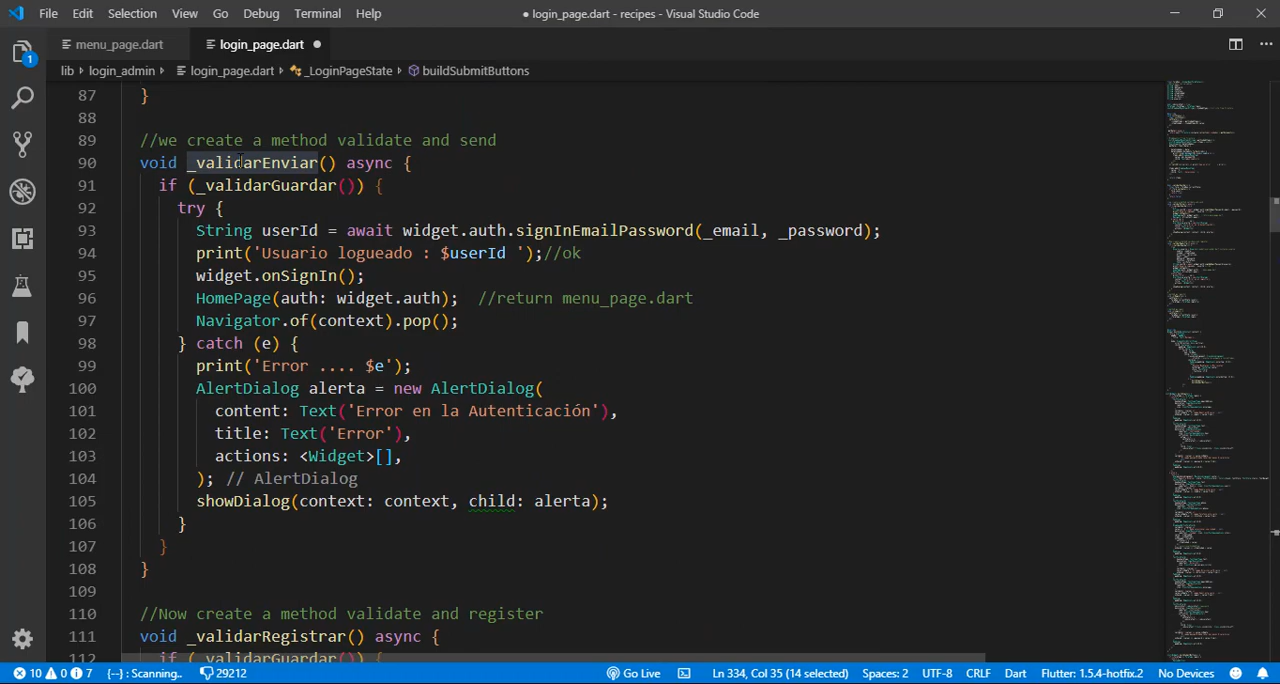 File Edit Selection View Go Debug Terminal Help ● login_page.dart - recipes - Visual Studio Code
menu_page.dart login_page.dart
lib > login_admin > login_page.dart > _LoginPageState > buildSubmitButtons
1
87 }
88
89 //we create a method validate and send
90 void _validarEnviar() async {
91 if (_validarGuardar()) {
92 try {
93 String userId = await widget.auth.signInEmailPassword(_email, _password);
94 print('Usuario logueado : $userId ');//ok
95 widget.onSignIn();
96 HomePage(auth: widget.auth); //return menu_page.dart
97 Navigator.of(context).pop();
98 } catch (e) {
99 print('Error .... $e');
100 AlertDialog alerta = new AlertDialog(
101 content: Text('Error en la Autenticación'),
102 title: Text('Error'),
103 actions: <Widget>[],
104 ); // AlertDialog
105 showDialog(context: context, child: alerta);
106 }
107 }
108 }
109
110 //Now create a method validate and register
111 void _validarRegistrar() async {
112 if (_validarGuardar()) {
10 0 7 {--} : Scanning.. 29212 Go Live Ln 334, Col 35 (14 selected) Spaces: 2 UTF-8 CRLF Dart Flutter: 1.5.4-hotfix.2 No Devices